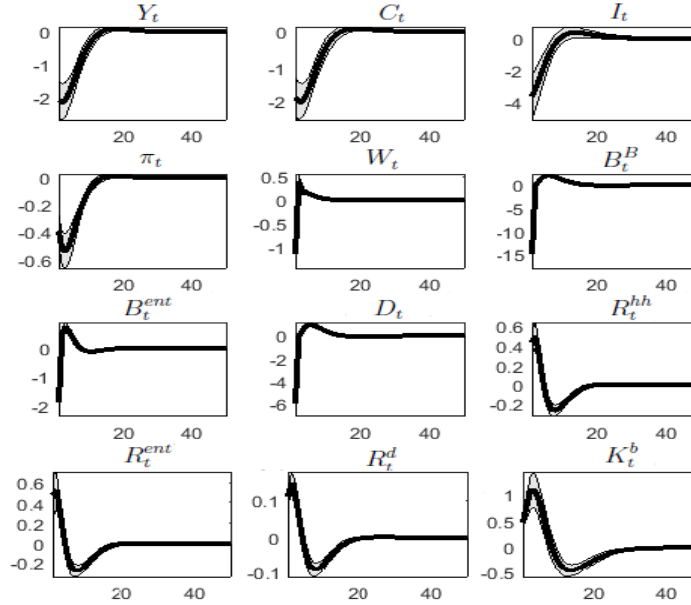 Y_t C_t I_t
0 0 0
-1 -1 -2
-2 -2 -4
20 40 20 40 20 40
π_t W_t B_t^B
0 0.5 0
-0.2 0 -5
-0.4 -0.5 -10
-0.6 -1 -15
20 40 20 40 20 40
B_t^{ent} D_t R_t^{hh}
0 0 0.6
-1 -2 0.4
-2 -4 0.2
-6 0
-0.2
20 40 20 40 20 40
R_t^{ent} R_t^d K_t^b
0.6 0.1 1
0.4 0 0.5
0.2 -0.1 0
0 -0.5
-0.2
20 40 20 40 20 40